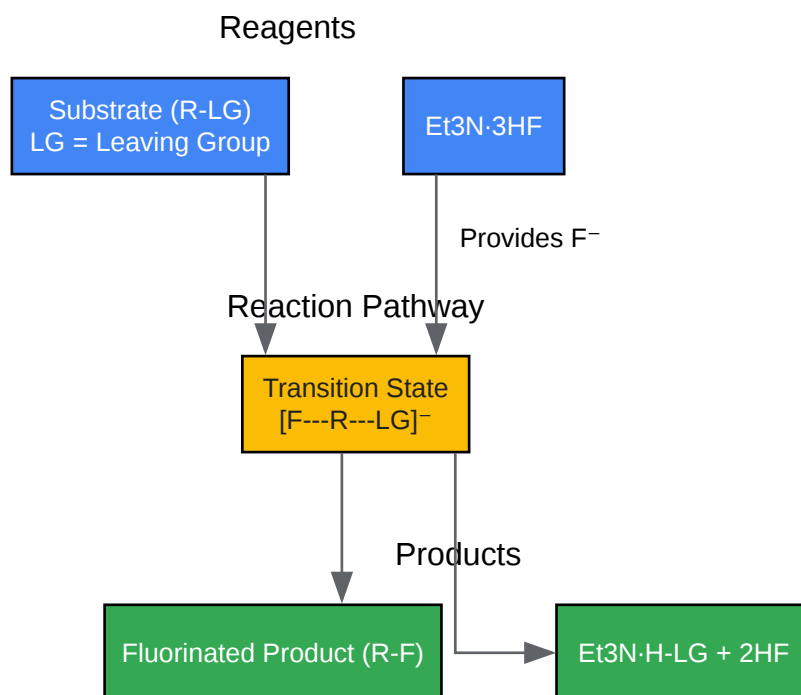 Reagents
Substrate (R-LG)
LG = Leaving Group
Et3N·3HF
Provides F⁻
Reaction Pathway
Transition State
[F---R---LG]⁻
Products
Fluorinated Product (R-F)
Et3N·H-LG + 2HF